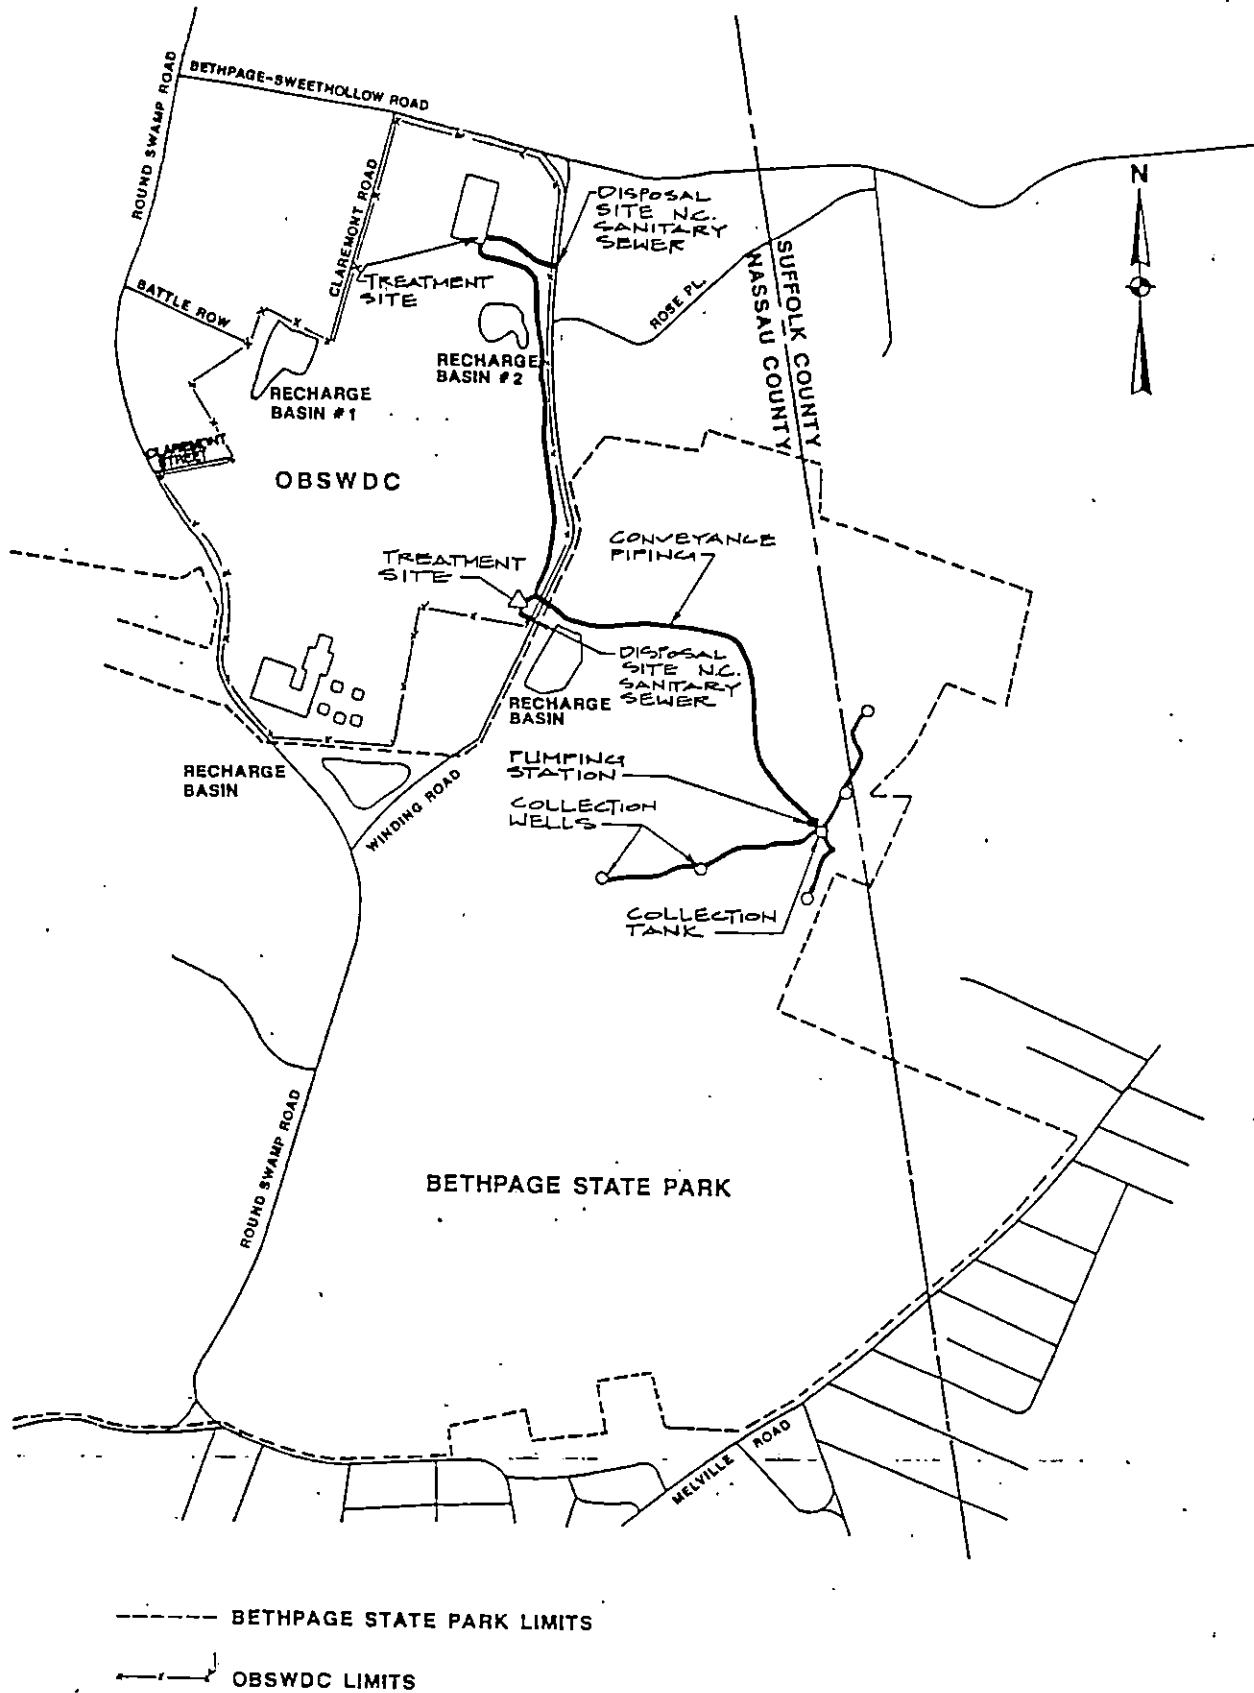 BETHPAGE-SWEETHOLLOW ROAD
ROUND SWAMP ROAD
CLAREMONT ROAD
N
DISPOSAL
SITE N.C.
SANITARY
SEWER
SUFFOLK COUNTY
NASSAU COUNTY
TREATMENT
SITE
BATTLE ROW
ROSE PL.
RECHARGE
BASIN #2
RECHARGE
BASIN #1
CLAREMONT
STREET
OBSWDC
CONVEYANCE
PIPING
TREATMENT
SITE
DISPOSAL
SITE N.C.
SANITARY
SEWER
RECHARGE
BASIN
RECHARGE
BASIN
WINDING ROAD
PUMPING
STATION
COLLECTION
WELLS
COLLECTION
TANK
ROUND SWAMP ROAD
BETHPAGE STATE PARK
MELVILLE ROAD
BETHPAGE STATE PARK LIMITS
OBSWDC LIMITS